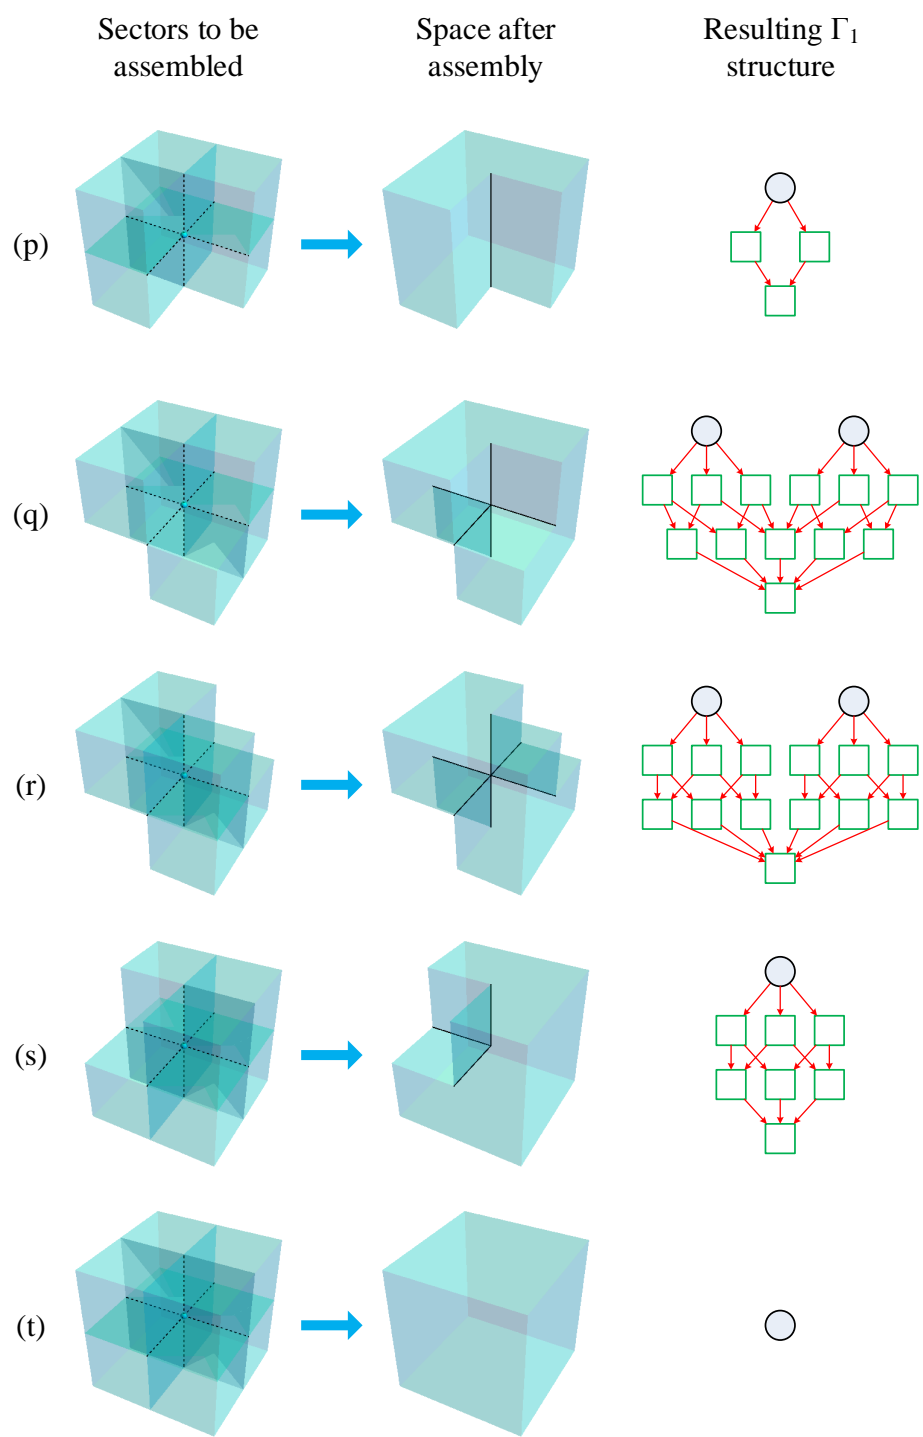 Sectors to be
assembled
Space after
assembly
Resulting Γ₁
structure
(p)
(q)
(r)
(s)
(t)